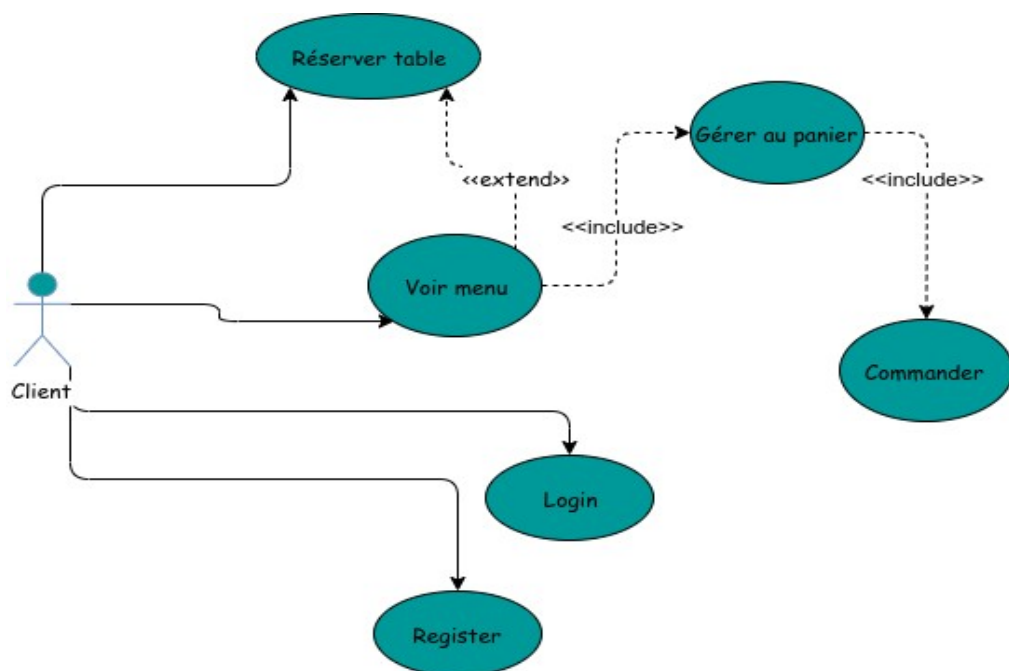 Réserver table
Gérer au panier
<<extend>>
<<include>>
<<include>>
Voir menu
Commander
Client
Login
Register